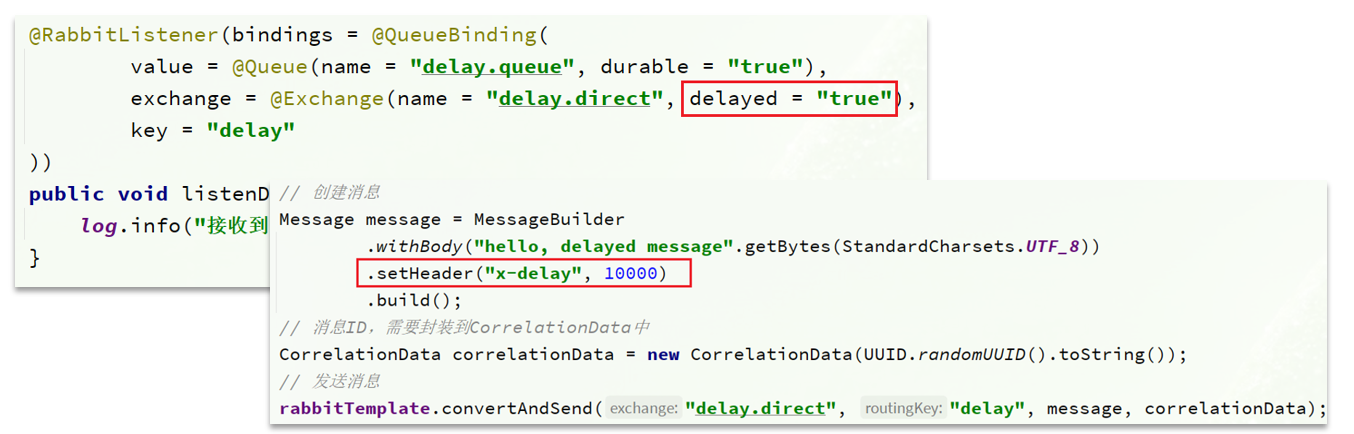 @RabbitListener(bindings = @QueueBinding(
        value = @Queue(name = "delay.queue", durable = "true"),
        exchange = @Exchange(name = "delay.direct", delayed = "true"),
        key = "delay"
))
public void listenD
    log.info("接收到
}
// 创建消息
Message message = MessageBuilder
        .withBody("hello, delayed message".getBytes(StandardCharsets.UTF_8))
        .setHeader("x-delay", 10000)
        .build();
// 消息ID，需要封装到CorrelationData中
CorrelationData correlationData = new CorrelationData(UUID.randomUUID().toString());
// 发送消息
rabbitTemplate.convertAndSend( exchange: "delay.direct", routingKey: "delay", message, correlationData);